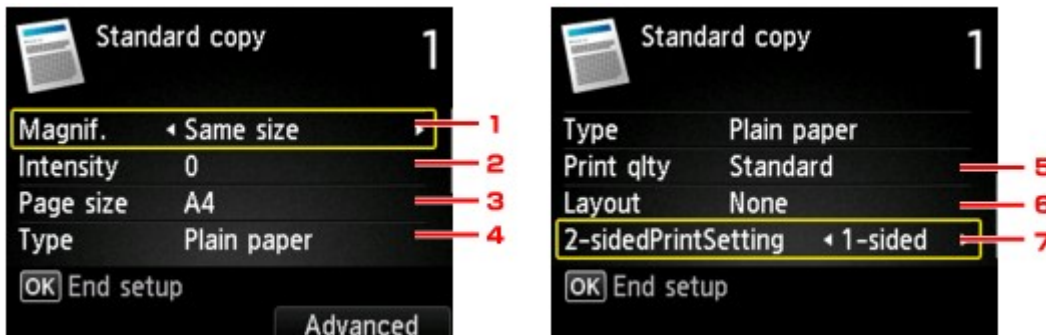 Standard copy 1
Magnif. Same size 1
Intensity 0 2
Page size A4 3
Type Plain paper 4
OK End setup
Advanced
Standard copy 1
Type Plain paper
Print qlty Standard 5
Layout None 6
2-sidedPrintSetting 1-sided 7
OK End setup